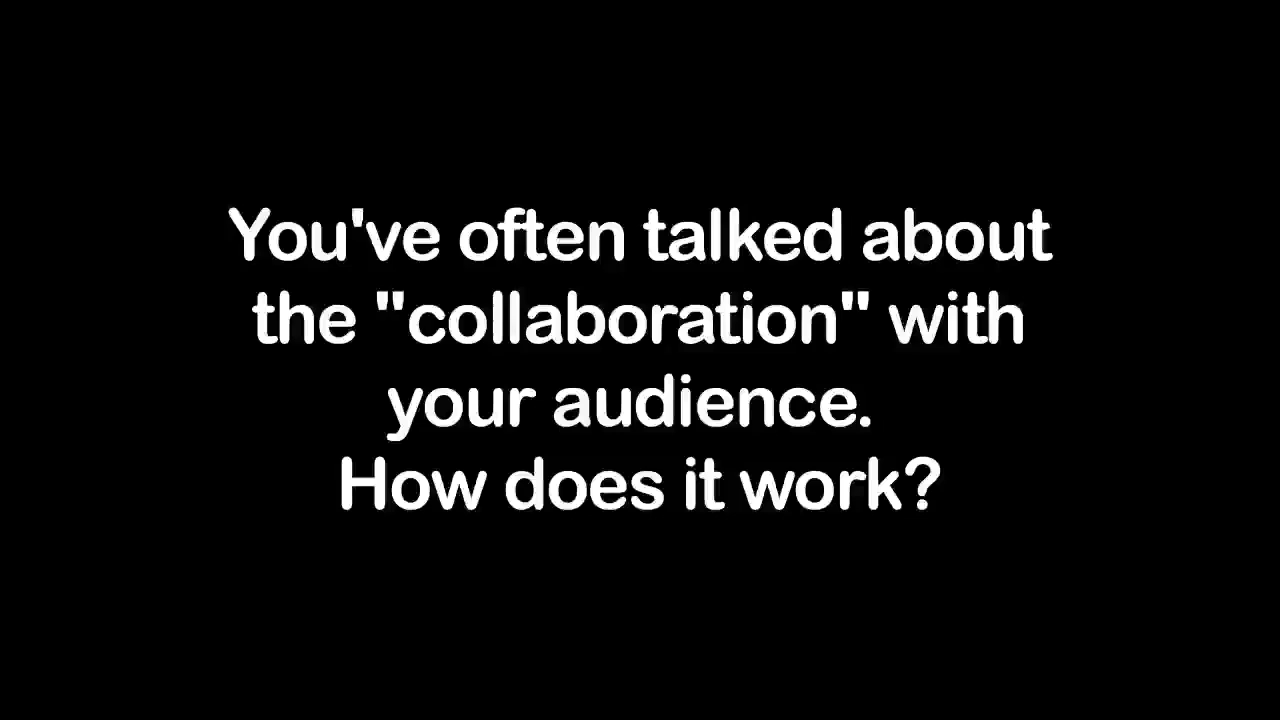 You've often talked about
the "collaboration" with
your audience.
How does it work?